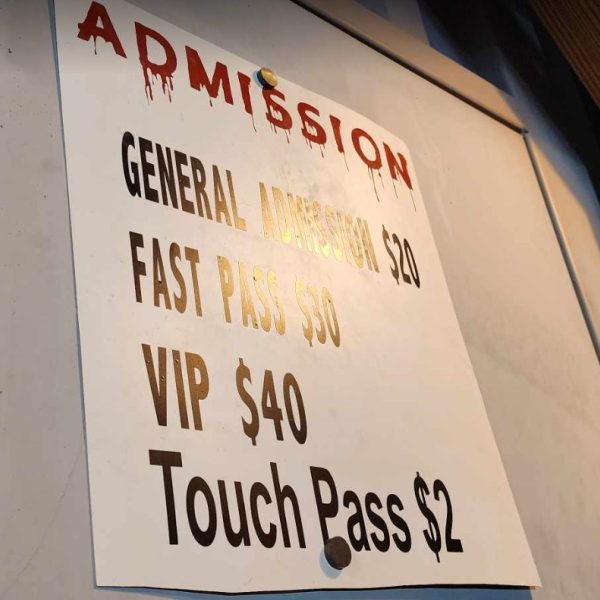 ADMISSION
GENERAL ADMISSION $20
FAST PASS $30
VIP $40
Touch Pass $2